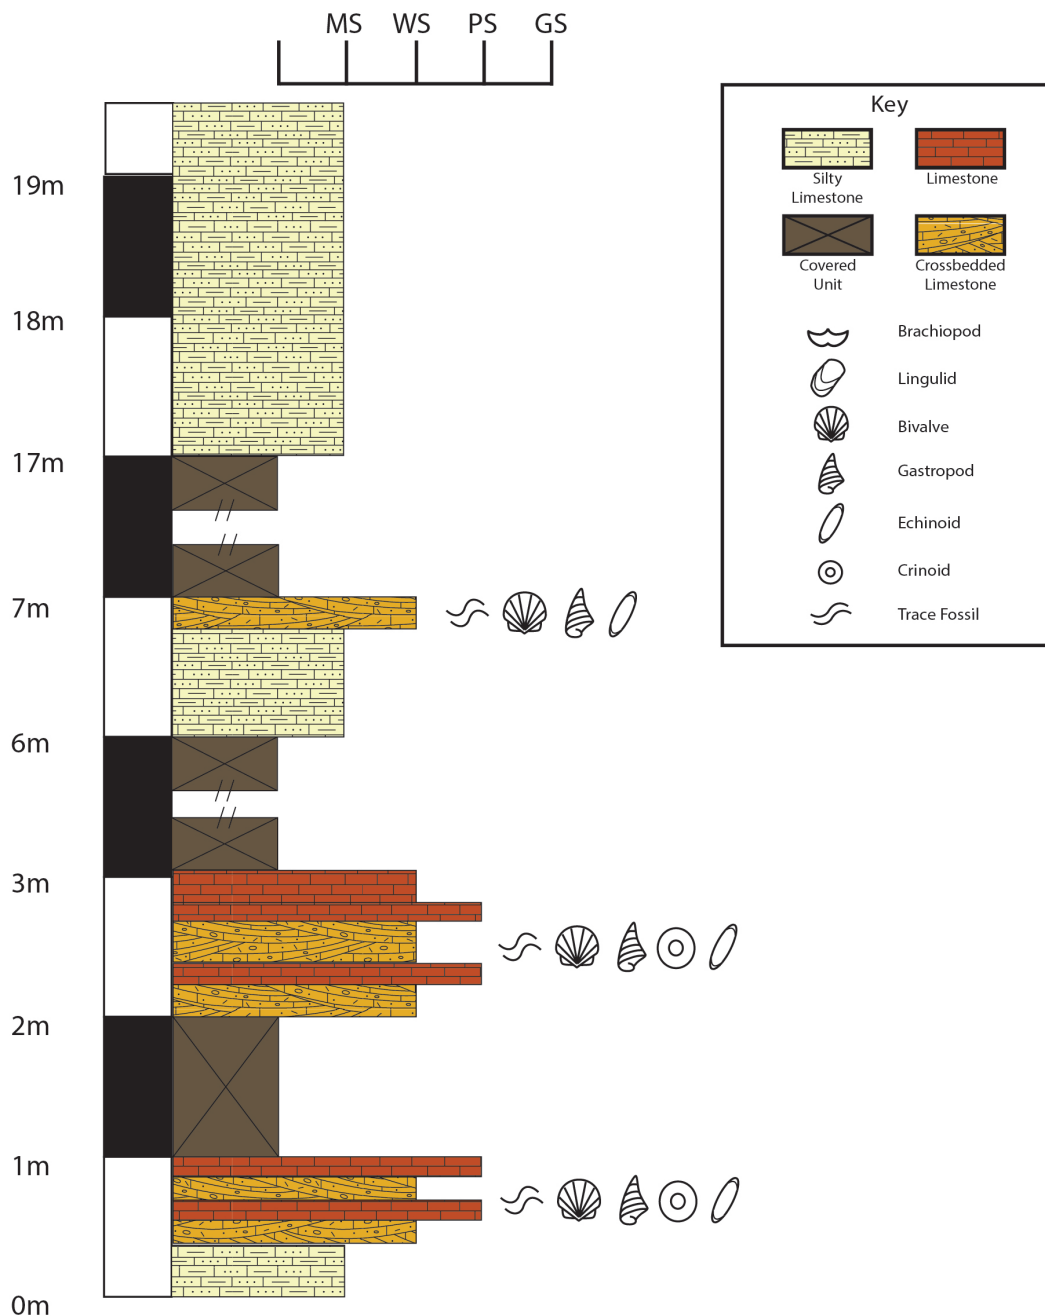 MS WS PS GS
Key
Silty
Limestone
Limestone
Covered
Unit
Crossbedded
Limestone
Brachiopod
Lingulid
Bivalve
Gastropod
Echinoid
Crinoid
Trace Fossil
19m
18m
17m
7m
6m
3m
2m
1m
0m